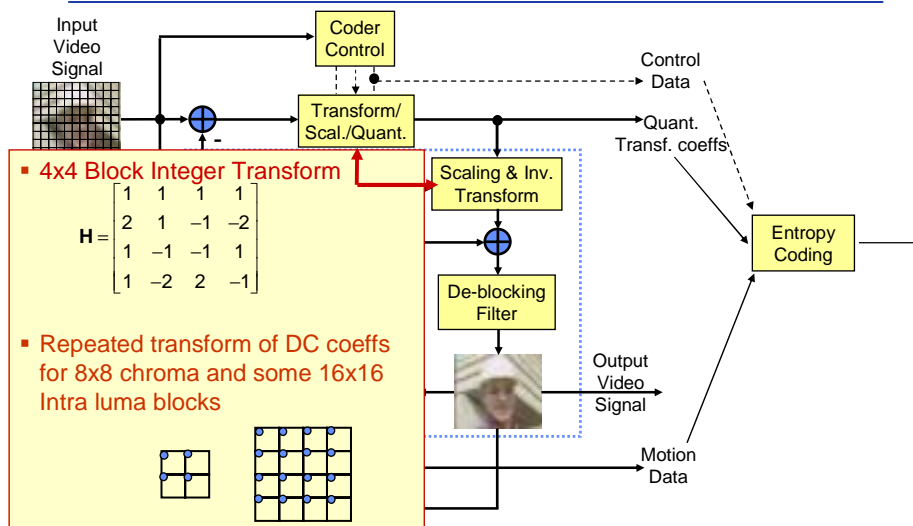 Input
Video
Signal
Coder
Control
Control
Data
Transform/
Scal./Quant.
-
Quant.
Transf. coeffs
▪ 4x4 Block Integer Transform
H = [1 1 1 1
2 1 −1 −2
1 −1 −1 1
1 −2 2 −1]
▪ Repeated transform of DC coeffs
for 8x8 chroma and some 16x16
Intra luma blocks
Scaling & Inv.
Transform
Entropy
Coding
De-blocking
Filter
Output
Video
Signal
Motion
Data